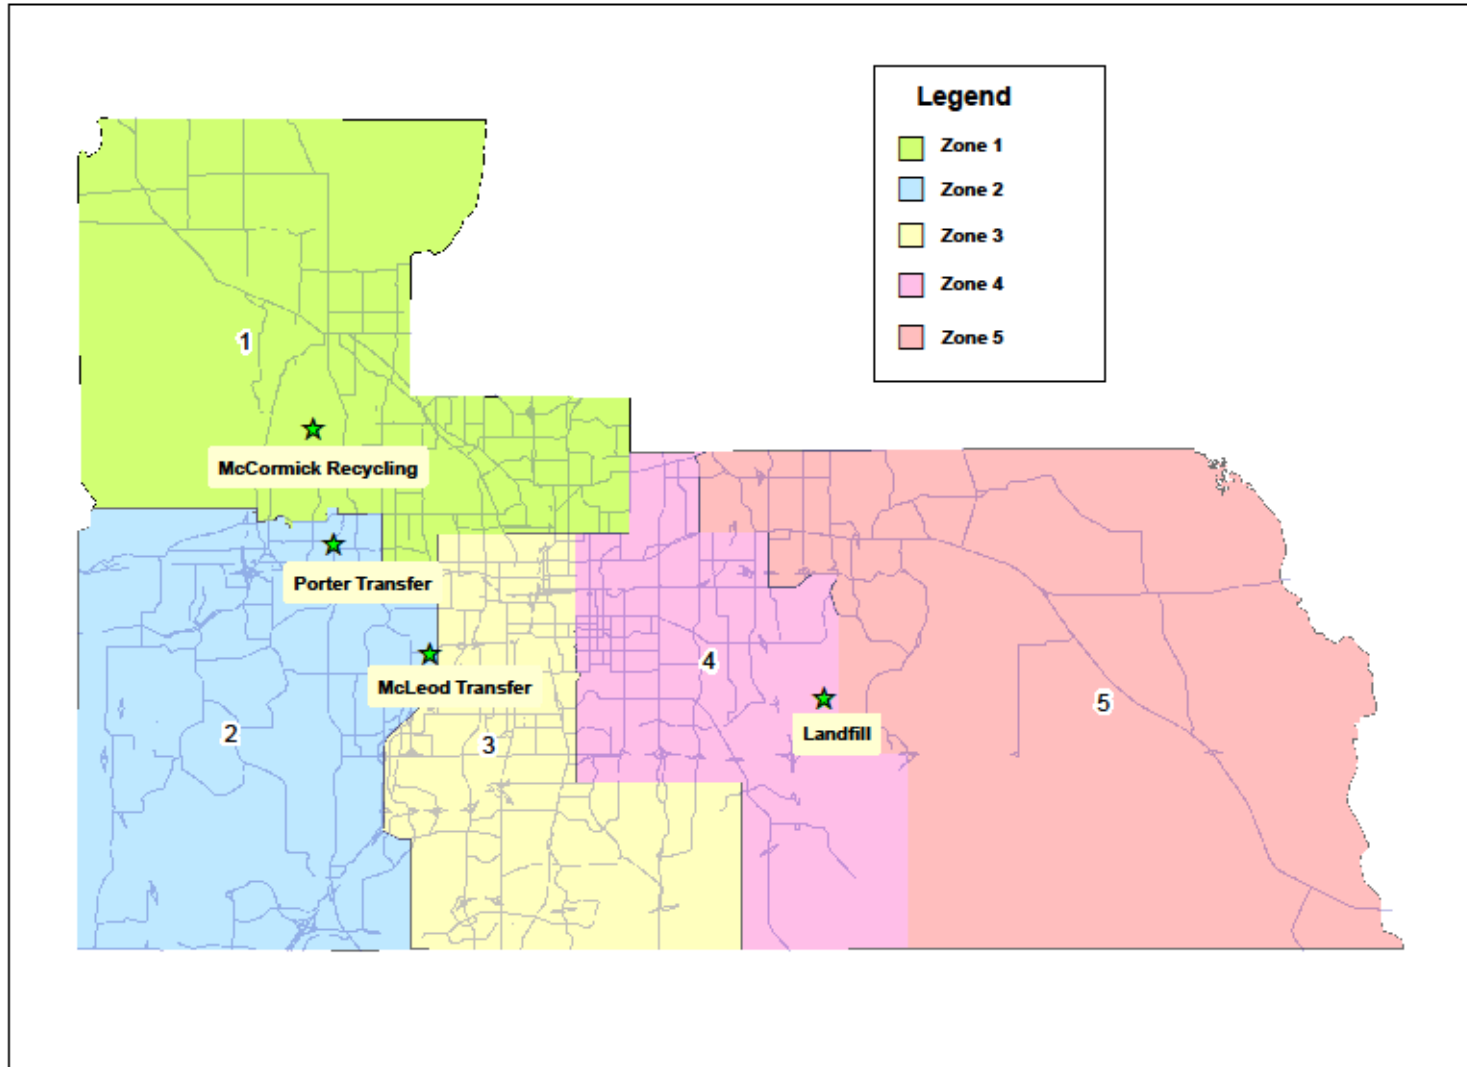 Legend
Zone 1
Zone 2
Zone 3
Zone 4
Zone 5
1
McCormick Recycling
Porter Transfer
McLeod Transfer
4
5
2
3
Landfill